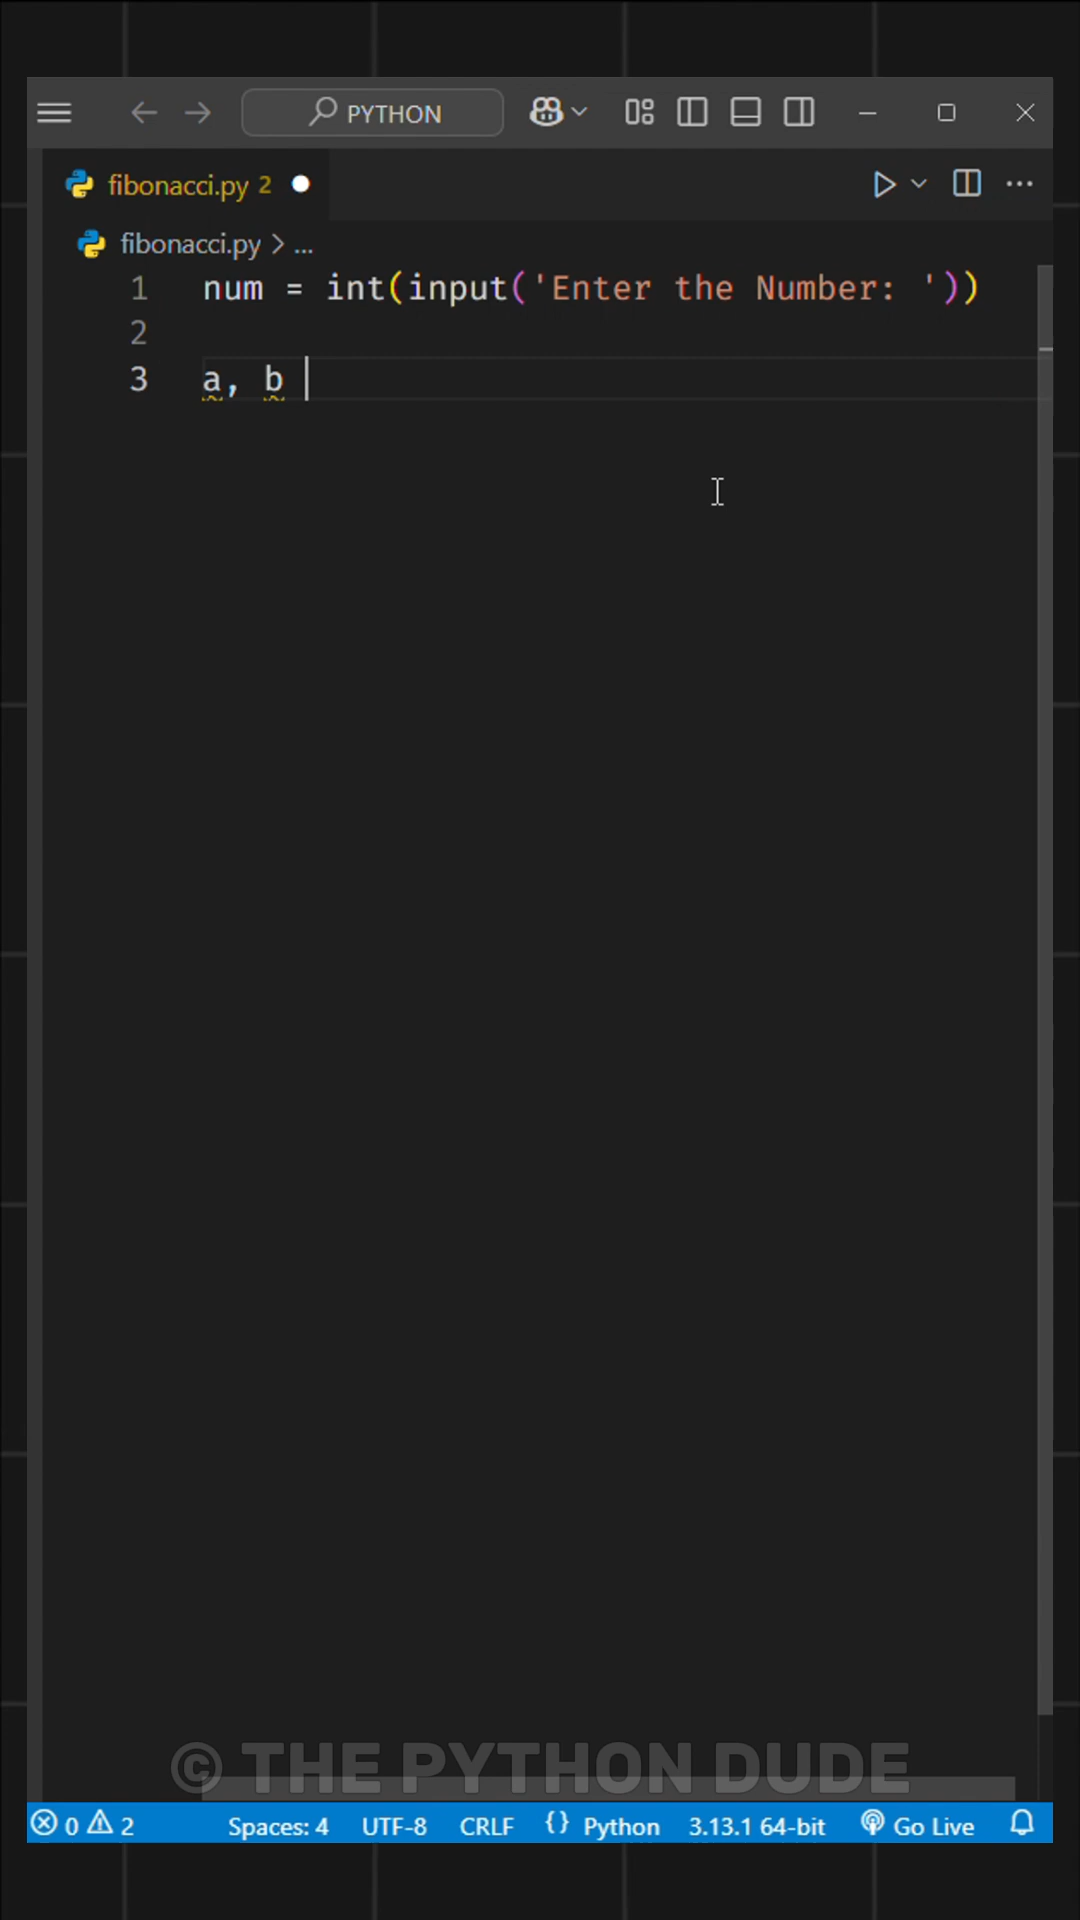 PYTHON
fibonacci.py 2
fibonacci.py > ...
1 num = int(input('Enter the Number: '))
2
3 a, b
© THE PYTHON DUDE
0 2 Spaces: 4 UTF-8 CRLF {} Python 3.13.1 64-bit Go Live